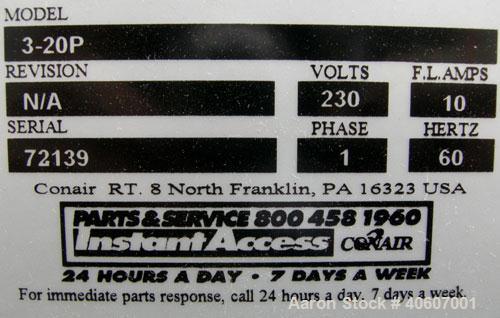 MODEL
3-20P
REVISION VOLTS F.L.AMPS
N/A 230 10
SERIAL PHASE HERTZ
72139 1 60
Conair RT. 8 North Franklin, PA 16323 USA
PARTS & SERVICE 800 458 1960
Instant Access CONAIR
24 HOURS A DAY • 7 DAYS A WEEK
For immediate parts response, call 24 hours a day. 7 days a week.
Aaron Stock # 40607001